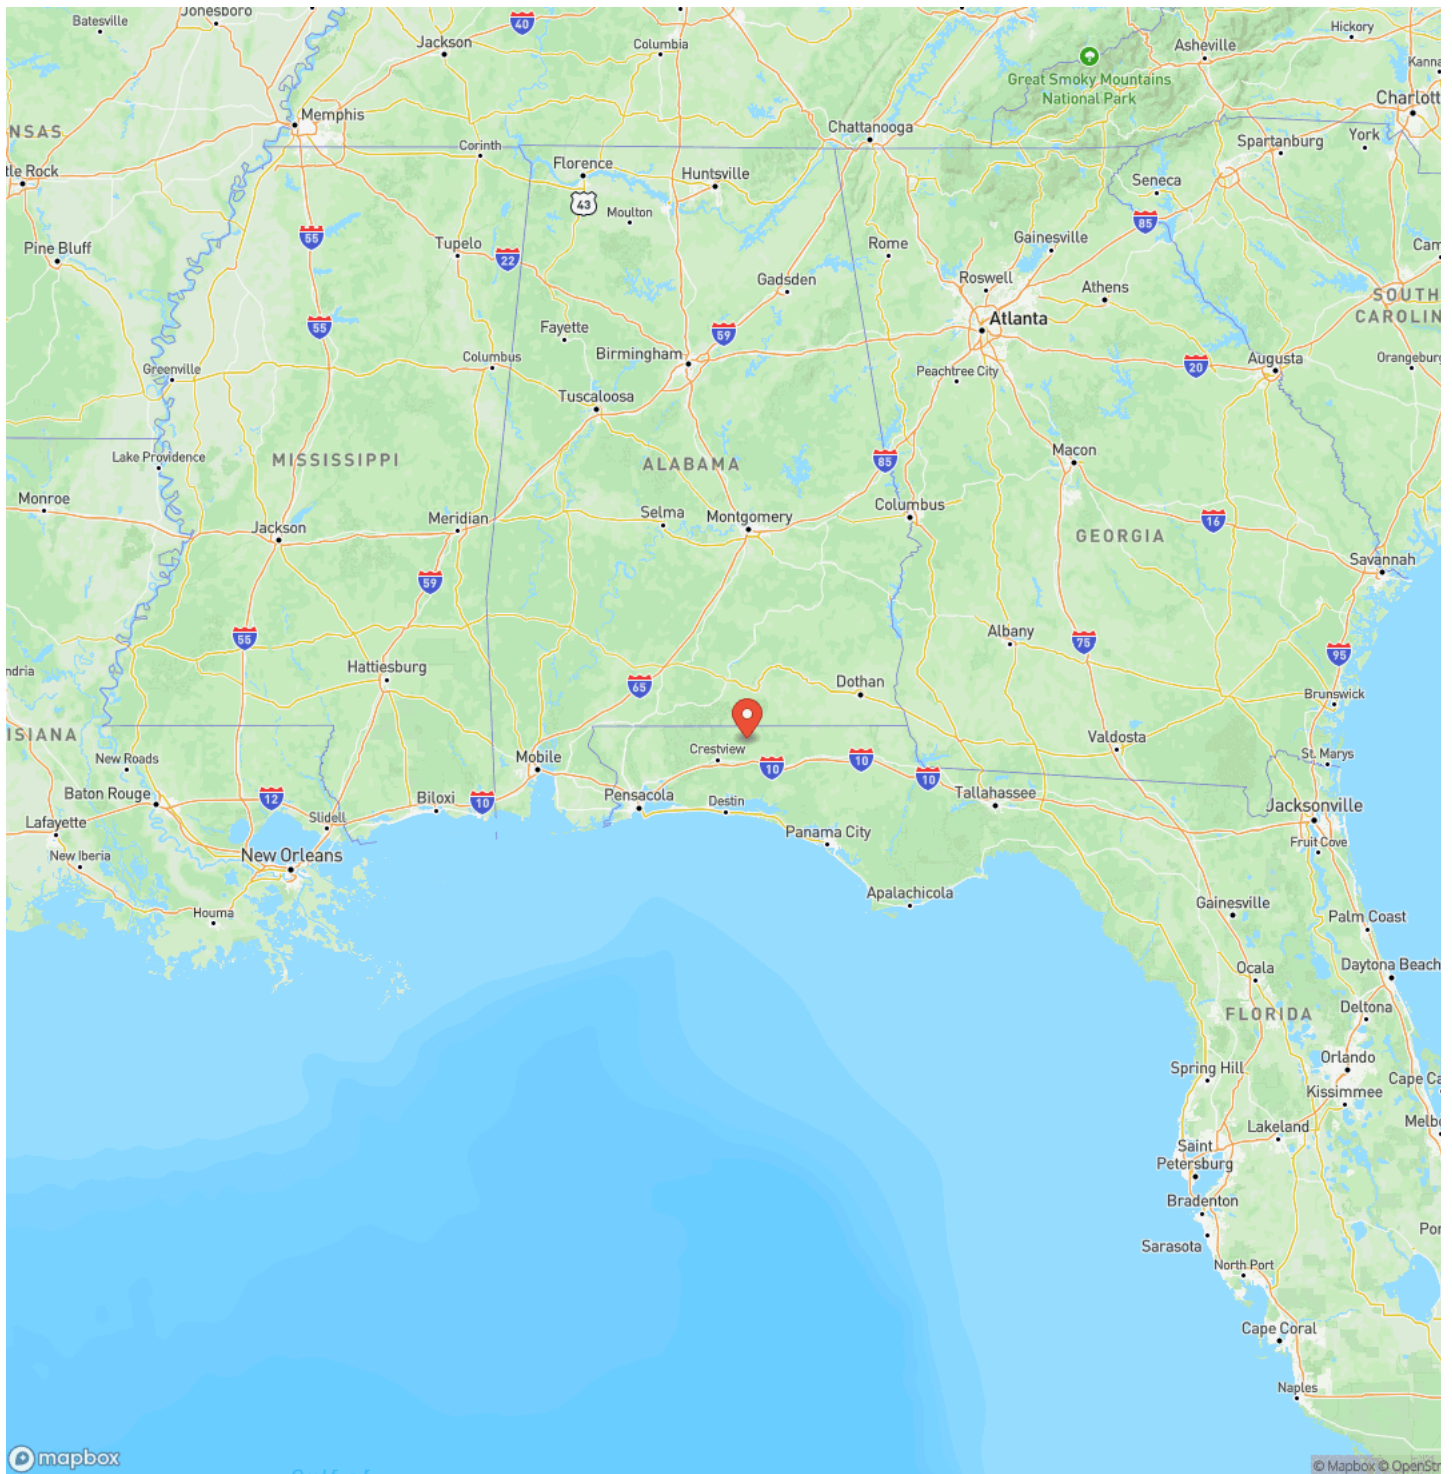 Jonesboro
Batesville
40
Jackson
Columbia
Asheville
Hickory
Great Smoky Mountains
National Park
Kanna
Charlott
Memphis
NSAS
Chattanooga
Spartanburg
York
Corinth
Florence
Huntsville
tle Rock
Seneca
43
Moulton
55
85
Pine Bluff
Tupelo
22
Rome
Gainesville
Cam
Gadsden
Roswell
Athens
SOUTH
CAROLIN
55
Fayette
59
Atlanta
Birmingham
Columbus
Greenville
Peachtree City
20
Augusta
Orangeburg
Tuscaloosa
Lake Providence
MISSISSIPPI
ALABAMA
85
Macon
Monroe
Jackson
Meridian
Selma
Montgomery
Columbus
16
GEORGIA
Savannah
59
55
Albany
75
95
ndria
Hattiesburg
65
Dothan
Brunswick
ISIANA
New Roads
Mobile
Crestview
10
10
10
Valdosta
St. Marys
Baton Rouge
12
Slidell
Biloxi
10
Pensacola
Destin
Tallahassee
Jacksonville
Lafayette
Panama City
Fruit Cove
New Iberia
New Orleans
Apalachicola
Houma
Gainesville
Palm Coast
Ocala
Daytona Beach
FLORIDA
Deltona
Orlando
Spring Hill
Kissimmee
Cape Ca
Lakeland
Melbo
Saint
Petersburg
Bradenton
Sarasota
Por
North Port
Cape Coral
Naples
mapbox
© Mapbox © OpenStr